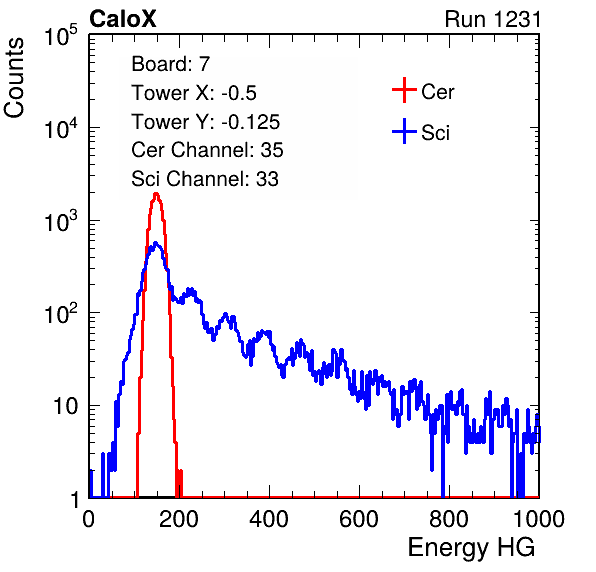 CaloX Run 1231
Counts
10^5
10^4
10^3
10^2
10
1
Board: 7
Tower X: -0.5
Tower Y: -0.125
Cer Channel: 35
Sci Channel: 33
Cer
Sci
0 200 400 600 800 1000
Energy HG